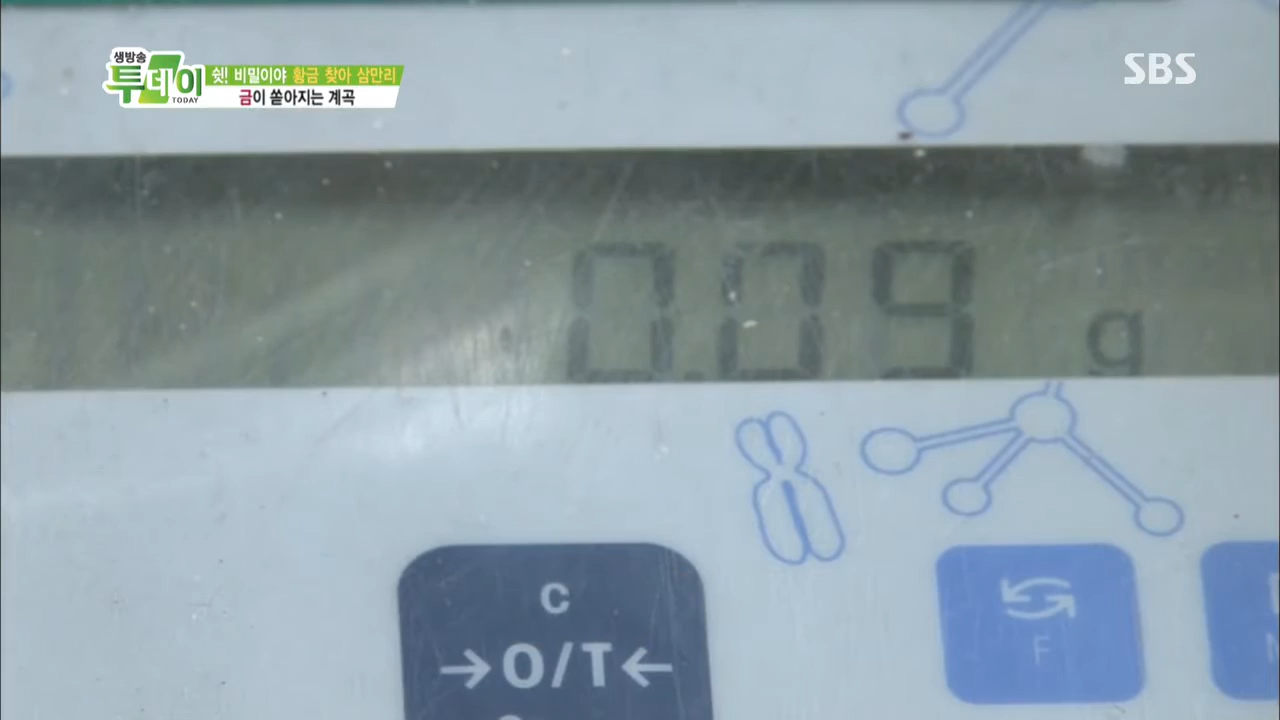 생방송
투데이
TODAY
쉿! 비밀이야 황금 찾아 삼만리
금이 쏟아지는 계곡
SBS
0.09 g
C
→O/T←
F